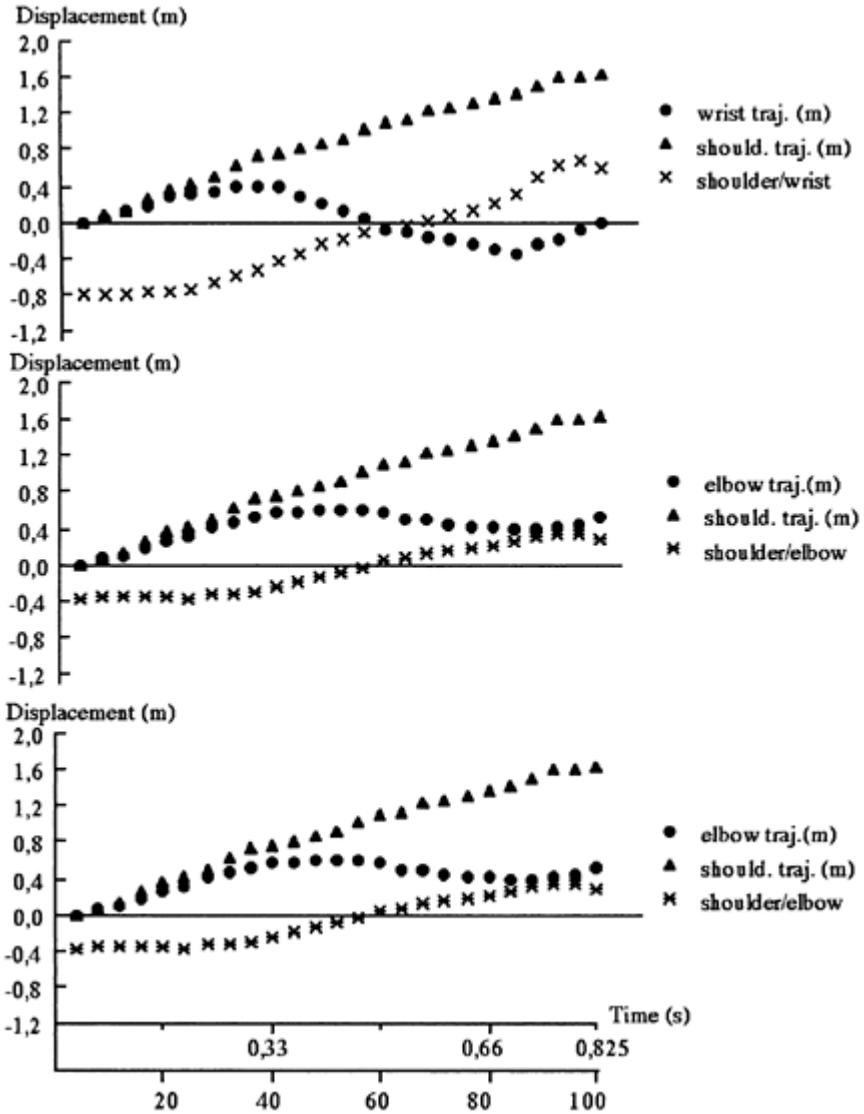 Displacement (m)
2,0
1,6
1,2
0,8
0,4
0,0
-0,4
-0,8
-1,2
wrist traj. (m)
should. traj. (m)
shoulder/wrist
Displacement (m)
2,0
1,6
1,2
0,8
0,4
0,0
-0,4
-0,8
-1,2
elbow traj.(m)
should. traj. (m)
shoulder/elbow
Displacement (m)
2,0
1,6
1,2
0,8
0,4
0,0
-0,4
-0,8
-1,2
elbow traj.(m)
should. traj. (m)
shoulder/elbow
Time (s)
0,33 0,66 0,825
20 40 60 80 100